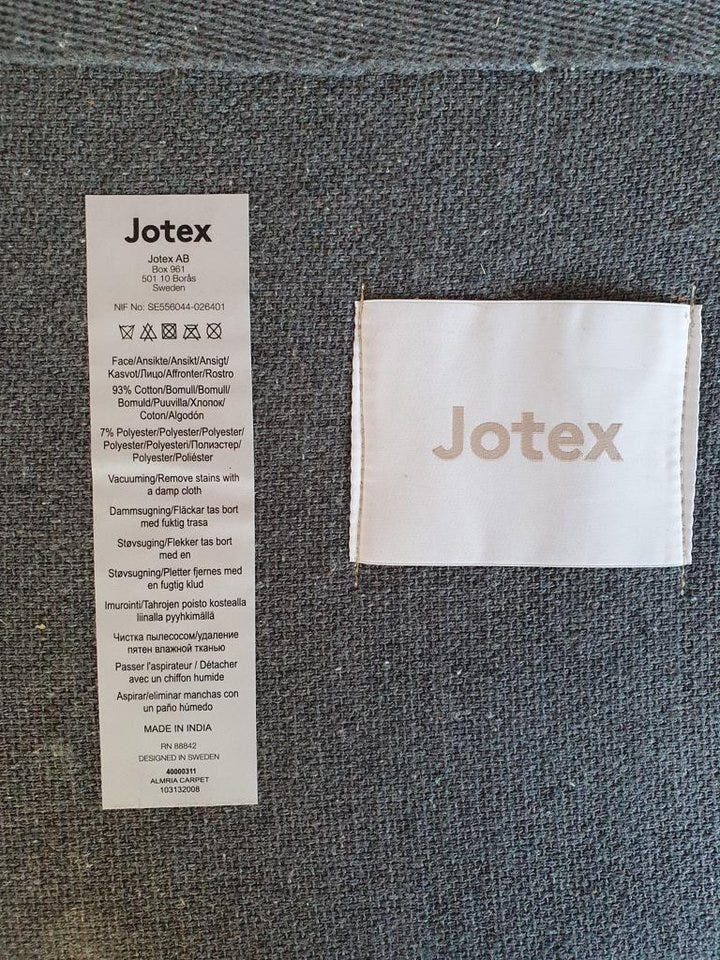 Jotex
Jotex AB
Box 961
501 10 Borås
Sweden
NIF No: SE556044-026401
Face/Ansikte/Ansikt/Ansigt/
Kasvot/Лицо/Affronter/Rostro
93% Cotton/Bomull/Bomull/
Bomuld/Puuvilla/Хлопок/
Coton/Algodón
7% Polyester/Polyester/Polyester/
Polyester/Polyesteri/Полиэстер/
Polyester/Poliéster
Vacuuming/Remove stains with
a damp cloth
Dammsugning/Fläckar tas bort
med fuktig trasa
Støvsuging/Flekker tas bort
med en
Støvsugning/Pletter fjernes med
en fugtig klud
Imurointi/Tahrojen poisto kostealla
liinalla pyyhkimällä
Чистка пылесосом/удаление
пятен влажной тканью
Passer l'aspirateur / Détacher
avec un chiffon humide
Aspirar/eliminar manchas con
un paño húmedo
MADE IN INDIA
RN 88842
DESIGNED IN SWEDEN
40000311
ALMRIA CARPET
103132008
Jotex